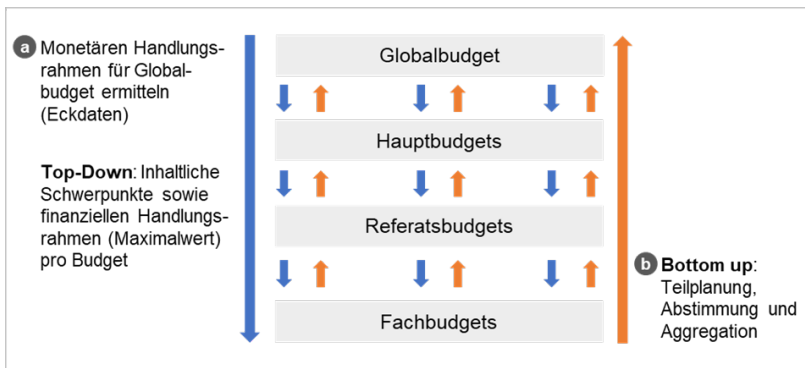 a Monetären Handlungs-
rahmen für Global-
budget ermitteln
(Eckdaten)
Top-Down: Inhaltliche
Schwerpunkte sowie
finanziellen Handlungs-
rahmen (Maximalwert)
pro Budget
Globalbudget
Hauptbudgets
Referatsbudgets
Fachbudgets
b Bottom up:
Teilplanung,
Abstimmung und
Aggregation